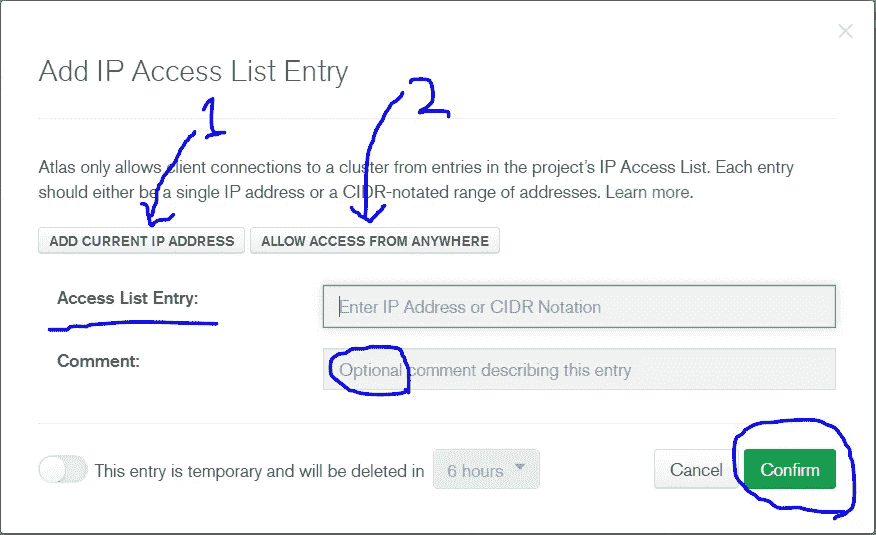 Add IP Access List Entry
1 2
Atlas only allows client connections to a cluster from entries in the project's IP Access List. Each entry
should either be a single IP address or a CIDR-notated range of addresses. Learn more.
ADD CURRENT IP ADDRESS ALLOW ACCESS FROM ANYWHERE
Access List Entry: Enter IP Address or CIDR Notation
Comment: Optional comment describing this entry
This entry is temporary and will be deleted in 6 hours Cancel Confirm